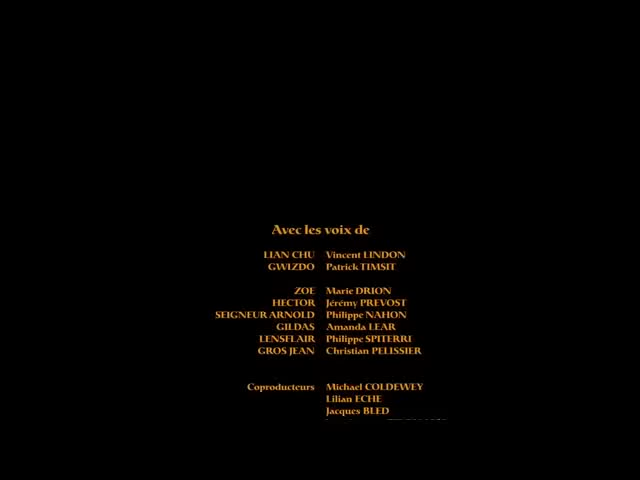 Avec les voix de
LIAN CHU Vincent LINDON
GWIZDO Patrick TIMSIT
ZOE Marie DRION
HECTOR Jérémy PREVOST
SEIGNEUR ARNOLD Philippe NAHON
GILDAS Amanda LEAR
LENSFLAIR Philippe SPITERRI
GROS JEAN Christian PELISSIER
Coproducteurs Michael COLDEWEY
Lilian ECHE
Jacques BLED